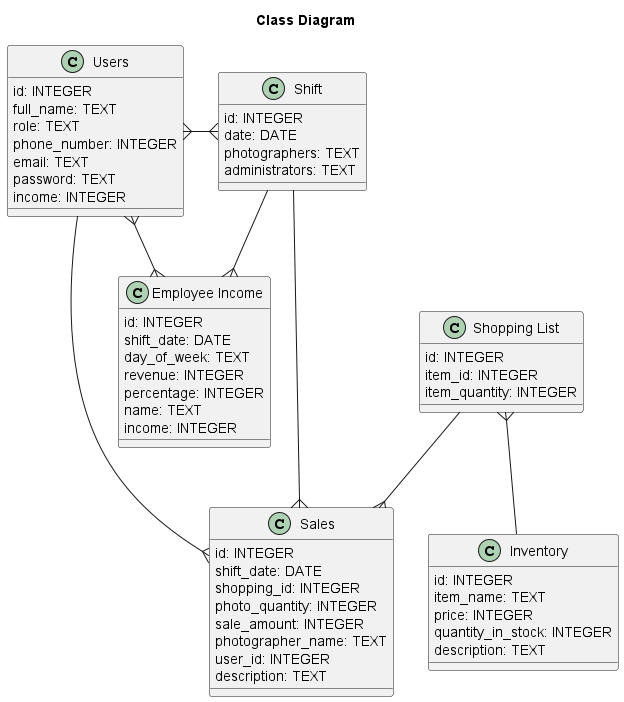 Class Diagram
C Users
id: INTEGER
full_name: TEXT
role: TEXT
phone_number: INTEGER
email: TEXT
password: TEXT
income: INTEGER
C Shift
id: INTEGER
date: DATE
photographers: TEXT
administrators: TEXT
C Employee Income
id: INTEGER
shift_date: DATE
day_of_week: TEXT
revenue: INTEGER
percentage: INTEGER
name: TEXT
income: INTEGER
C Shopping List
id: INTEGER
item_id: INTEGER
item_quantity: INTEGER
C Sales
id: INTEGER
shift_date: DATE
shopping_id: INTEGER
photo_quantity: INTEGER
sale_amount: INTEGER
photographer_name: TEXT
user_id: INTEGER
description: TEXT
C Inventory
id: INTEGER
item_name: TEXT
price: INTEGER
quantity_in_stock: INTEGER
description: TEXT